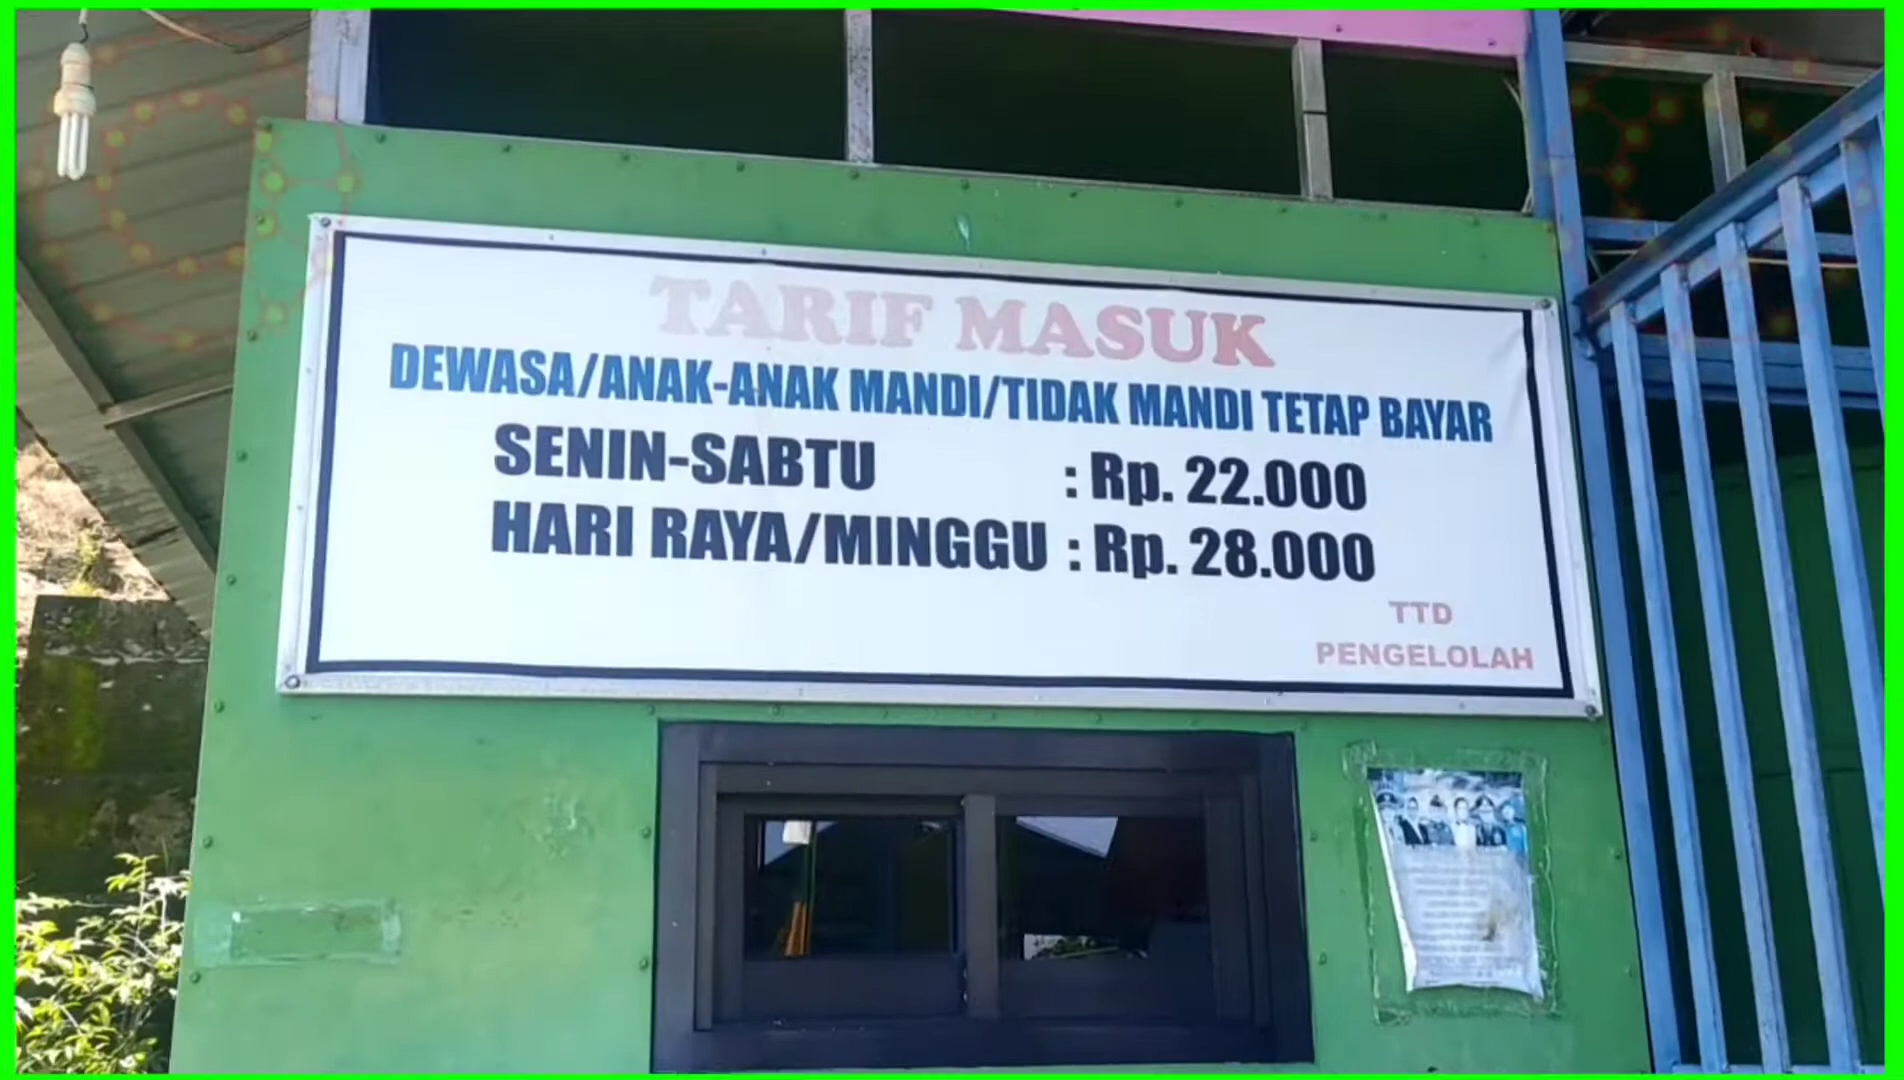 TARIF MASUK
DEWASA/ANAK-ANAK MANDI/TIDAK MANDI TETAP BAYAR
SENIN-SABTU : Rp. 22.000
HARI RAYA/MINGGU : Rp. 28.000
TTD
PENGELOLAH